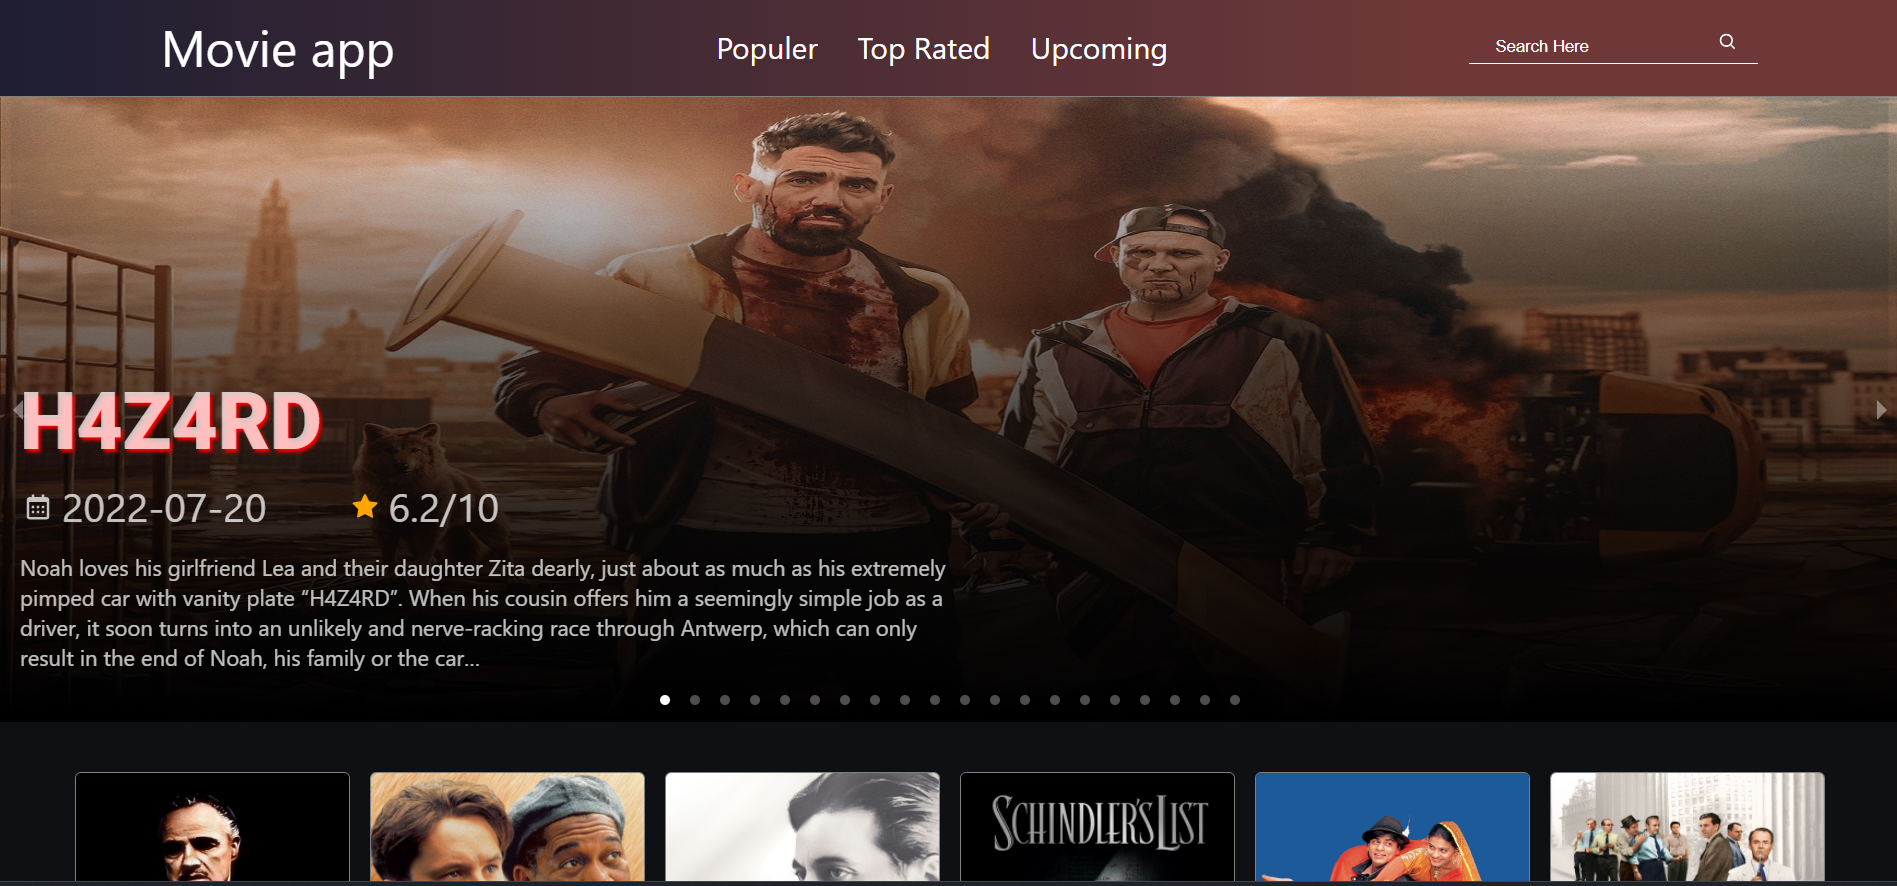 Movie app
Populer
Top Rated
Upcoming
Search Here
H4Z4RD
2022-07-20
6.2/10
Noah loves his girlfriend Lea and their daughter Zita dearly, just about as much as his extremely
pimped car with vanity plate “H4Z4RD”. When his cousin offers him a seemingly simple job as a
driver, it soon turns into an unlikely and nerve-racking race through Antwerp, which can only
result in the end of Noah, his family or the car...
SCHINDLER'S LIST